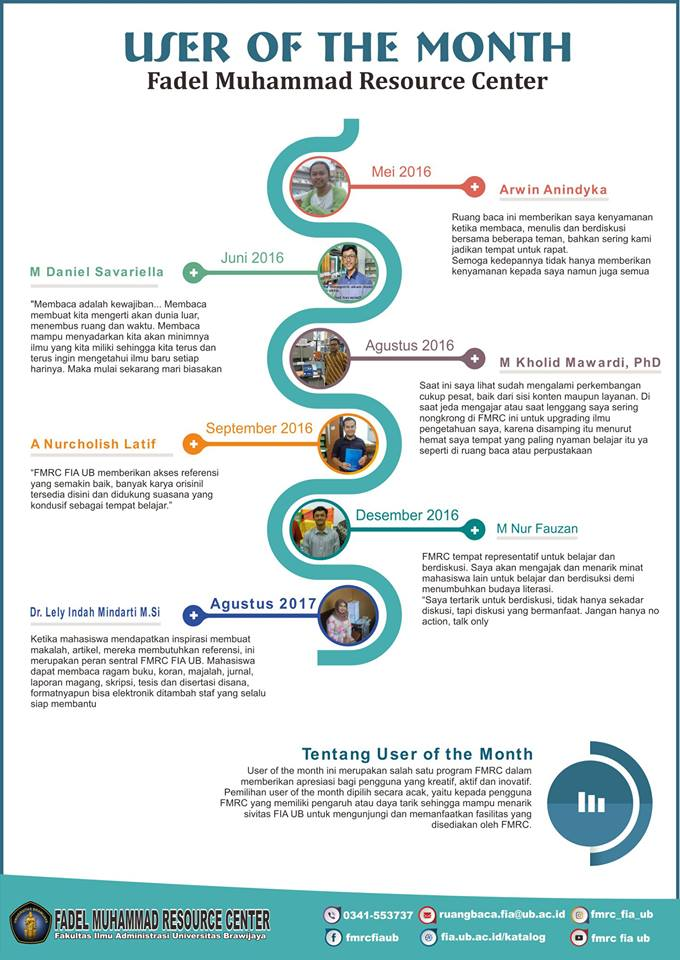 USER OF THE MONTH
Fadel Muhammad Resource Center
Mei 2016
Arwin Anindyka
Ruang baca ini memberikan saya kenyamanan
ketika membaca, menulis dan berdiskusi
bersama beberapa teman, bahkan sering kami
jadikan tempat untuk rapat.
Semoga kedepannya tidak hanya memberikan
kenyamanan kepada saya namun juga semua
Juni 2016
M Daniel Savariella
"Membaca adalah kewajiban... Membaca
membuat kita mengerti akan dunia luar,
menembus ruang dan waktu. Membaca
mampu menyadarkan kita akan minimnya
ilmu yang kita miliki sehingga kita terus dan
terus ingin mengetahui ilmu baru setiap
harinya. Maka mulai sekarang mari biasakan
Agustus 2016
M Kholid Mawardi, PhD
Saat ini saya lihat sudah mengalami perkembangan
cukup pesat, baik dari sisi konten maupun layanan. Di
saat jeda mengajar atau saat lenggang saya sering
nongkrong di FMRC ini untuk upgrading ilmu
pengetahuan saya, karena disamping itu menurut
hemat saya tempat yang paling nyaman belajar itu ya
seperti di ruang baca atau perpustakaan
September 2016
A Nurcholish Latif
“FMRC FIA UB memberikan akses referensi
yang semakin baik, banyak karya orisinil
tersedia disini dan didukung suasana yang
kondusif sebagai tempat belajar.”
Desember 2016
M Nur Fauzan
FMRC tempat representatif untuk belajar dan
berdiskusi. Saya akan mengajak dan menarik minat
mahasiswa lain untuk belajar dan berdisuksi demi
menumbuhkan budaya literasi.
“Saya tertarik untuk berdiskusi, tidak hanya sekadar
diskusi, tapi diskusi yang bermanfaat. Jangan hanya no
action, talk only
Agustus 2017
Dr. Lely Indah Mindarti M.Si
Ketika mahasiswa mendapatkan inspirasi membuat
makalah, artikel, mereka membutuhkan referensi, ini
merupakan peran sentral FMRC FIA UB. Mahasiswa
dapat membaca ragam buku, koran, majalah, jurnal,
laporan magang, skripsi, tesis dan disertasi disana,
formatnyapun bisa elektronik ditambah staf yang selalu
siap membantu
Tentang User of the Month
User of the month ini merupakan salah satu program FMRC dalam
memberikan apresiasi bagi pengguna yang kreatif, aktif dan inovatif.
Pemilihan user of the month dipilih secara acak, yaitu kepada pengguna
FMRC yang memiliki pengaruh atau daya tarik sehingga mampu menarik
sivitas FIA UB untuk mengunjungi dan memanfaatkan fasilitas yang
disediakan oleh FMRC.
FADEL MUHAMMAD RESOURCE CENTER
Fakultas Ilmu Administrasi Universitas Brawijaya
0341-553737 ruangbaca.fia@ub.ac.id fmrc_fia_ub
fmrcfiaub fia.ub.ac.id/katalog fmrc fia ub